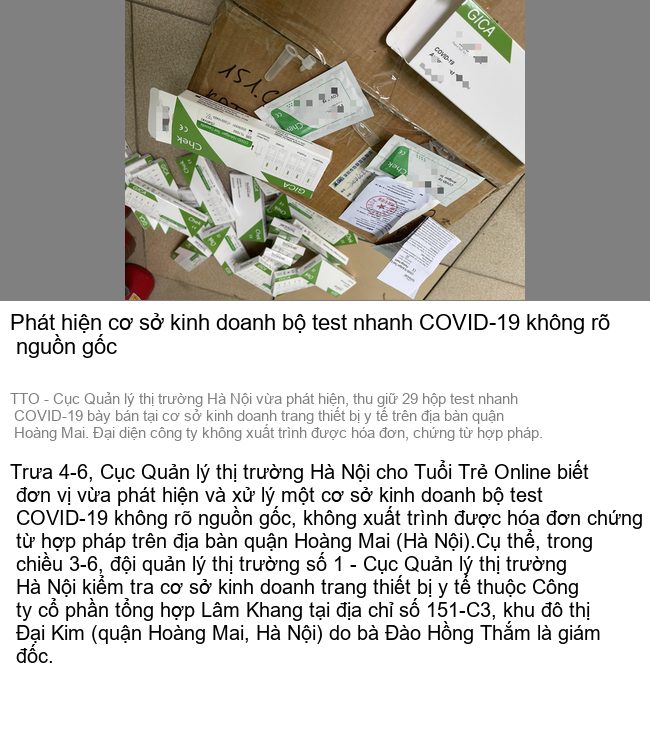 GICA
COVID-19
Chek
GICA
Phát hiện cơ sở kinh doanh bộ test nhanh COVID-19 không rõ
nguồn gốc
TTO - Cục Quản lý thị trường Hà Nội vừa phát hiện, thu giữ 29 hộp test nhanh
COVID-19 bày bán tại cơ sở kinh doanh trang thiết bị y tế trên địa bàn quận
Hoàng Mai. Đại diện công ty không xuất trình được hóa đơn, chứng từ hợp pháp.
Trưa 4-6, Cục Quản lý thị trường Hà Nội cho Tuổi Trẻ Online biết
đơn vị vừa phát hiện và xử lý một cơ sở kinh doanh bộ test
COVID-19 không rõ nguồn gốc, không xuất trình được hóa đơn chứng
từ hợp pháp trên địa bàn quận Hoàng Mai (Hà Nội).Cụ thể, trong
chiều 3-6, đội quản lý thị trường số 1 - Cục Quản lý thị trường
Hà Nội kiểm tra cơ sở kinh doanh trang thiết bị y tế thuộc Công
ty cổ phần tổng hợp Lâm Khang tại địa chỉ số 151-C3, khu đô thị
Đại Kim (quận Hoàng Mai, Hà Nội) do bà Đào Hồng Thắm là giám
đốc.